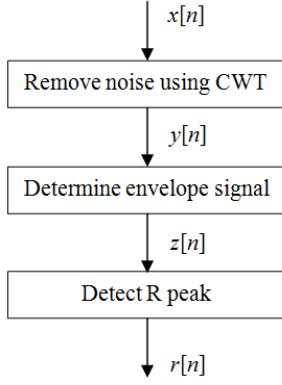 x[n]
Remove noise using CWT
y[n]
Determine envelope signal
z[n]
Detect R peak
r[n]